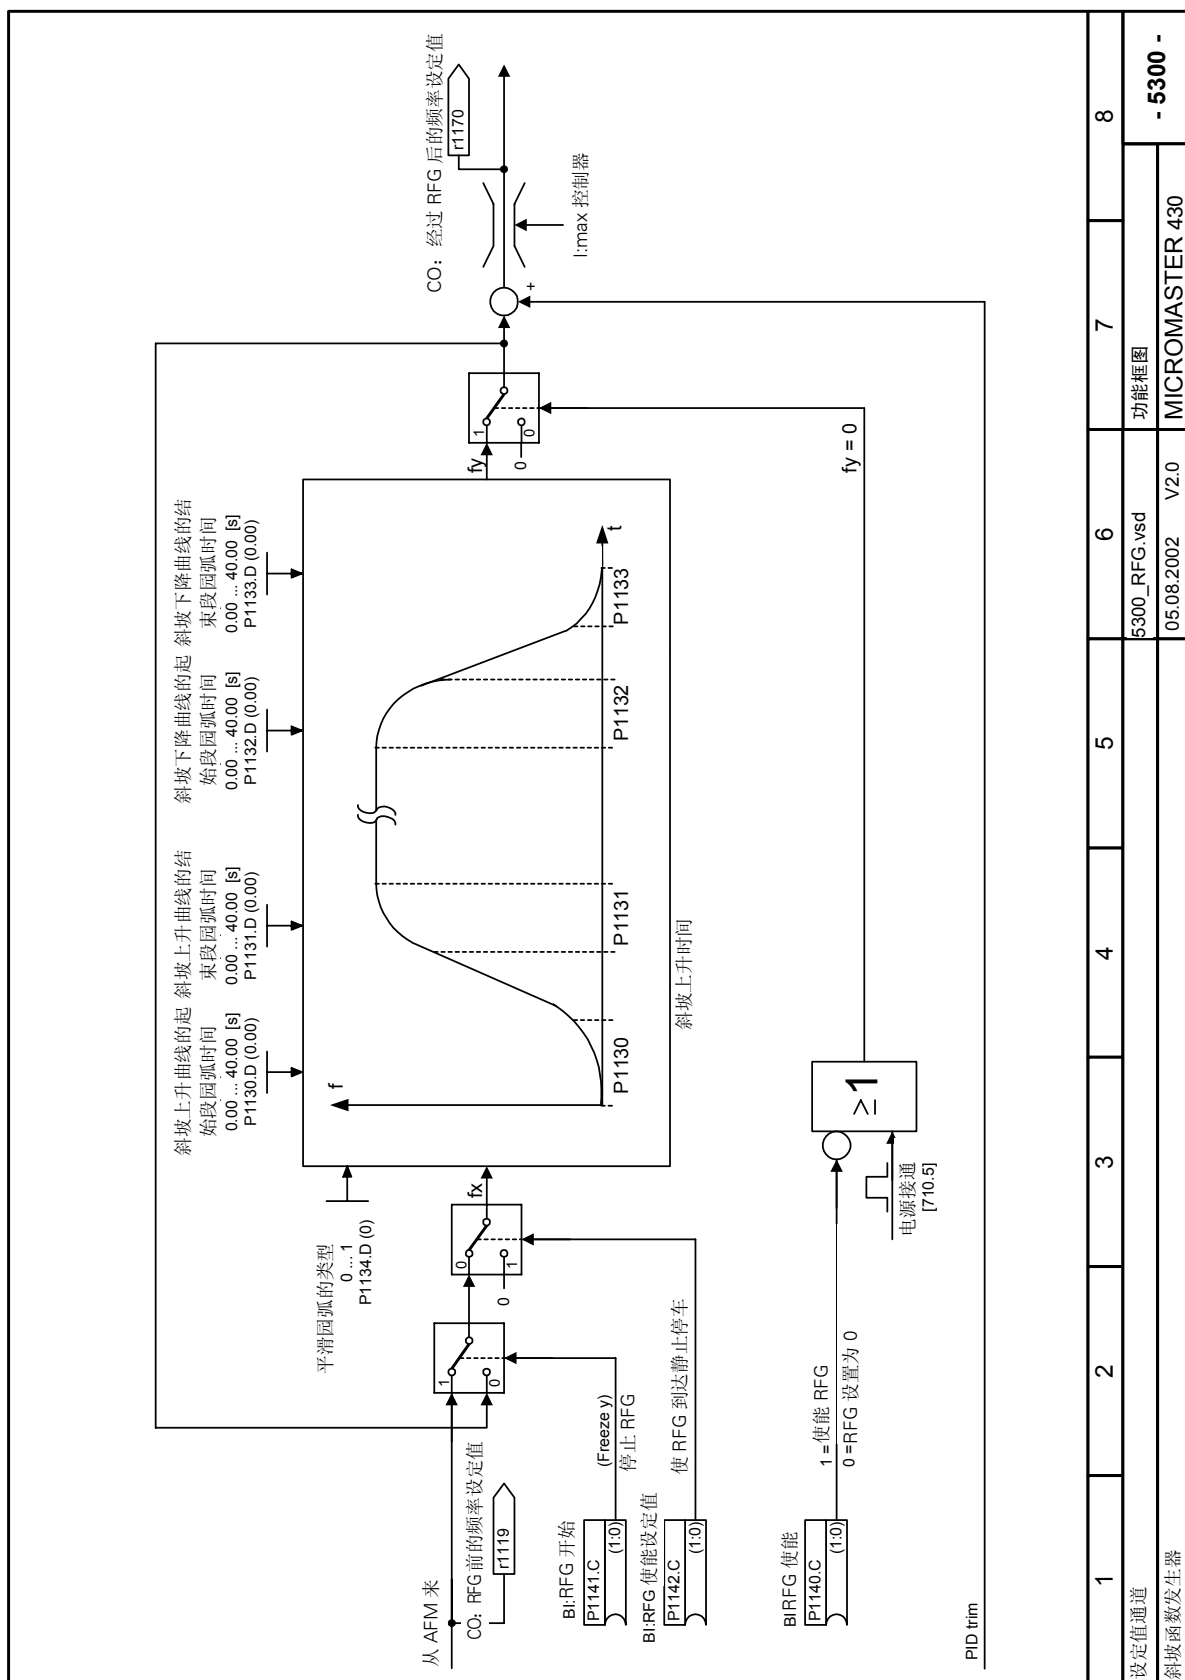 斜坡上升曲线的起
始段园弧时间
0.00 ... 40.00 [s]
P1130.D (0.00)
斜坡上升曲线的结
束段园弧时间
0.00 ... 40.00 [s]
P1131.D (0.00)
斜坡下降曲线的起
始段园弧时间
0.00 ... 40.00 [s]
P1132.D (0.00)
斜坡下降曲线的结
束段园弧时间
0.00 ... 40.00 [s]
P1133.D (0.00)
平滑园弧的类型
0 ... 1
P1134.D (0)
从 AFM 来
CO: RFG 前的频率设定值
r1119
1
0
0
0
1
fx
f
P1130
P1131
P1132
P1133
t
斜坡上升时间
fy
1
0
0
+
CO: 经过 RFG 后的频率设定值
r1170
I:max 控制器
BI:RFG 开始
P1141.C
(1:0)
(Freeze y)
停止 RFG
BI:RFG 使能设定值
P1142.C
(1:0)
使 RFG 到达静止停车
BIRFG 使能
P1140.C
(1:0)
1 =使能 RFG
0 =RFG 设置为 0
电源接通
[710.5]
≥1
fy = 0
PID trim
1
2
3
4
5
6
7
8
设定值通道
斜坡函数发生器
5300_RFG.vsd
05.08.2002
V2.0
功能框图
MICROMASTER 430
- 5300 -